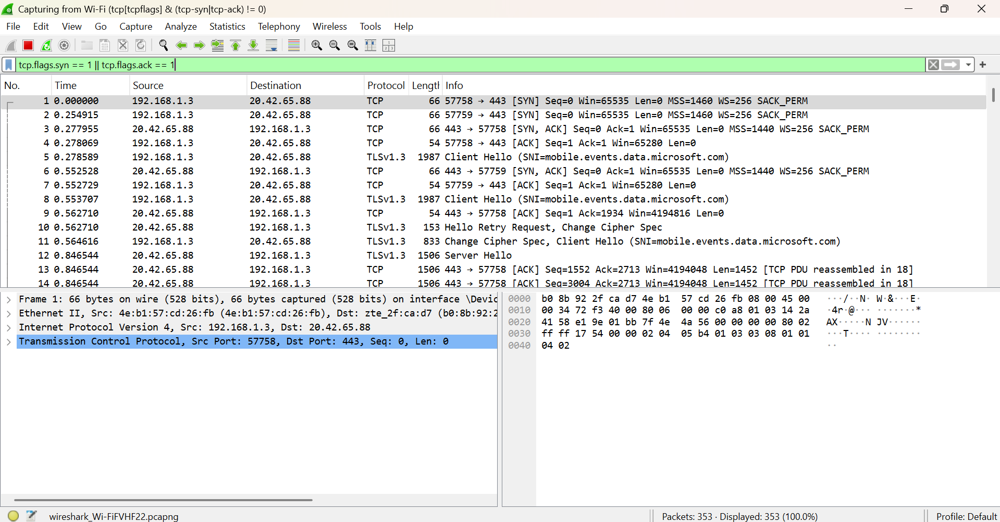 Capturing from Wi-Fi (tcp[tcpflags] & (tcp-syn|tcp-ack) != 0)
File Edit View Go Capture Analyze Statistics Telephony Wireless Tools Help
tcp.flags.syn == 1 || tcp.flags.ack == 1
No. Time Source Destination Protocol Length Info
1 0.000000 192.168.1.3 20.42.65.88 TCP 66 57758 → 443 [SYN] Seq=0 Win=65535 Len=0 MSS=1460 WS=256 SACK_PERM
2 0.254915 192.168.1.3 20.42.65.88 TCP 66 57759 → 443 [SYN] Seq=0 Win=65535 Len=0 MSS=1460 WS=256 SACK_PERM
3 0.277955 20.42.65.88 192.168.1.3 TCP 66 443 → 57758 [SYN, ACK] Seq=0 Ack=1 Win=65535 Len=0 MSS=1440 WS=256 SACK_PERM
4 0.278069 192.168.1.3 20.42.65.88 TCP 54 57758 → 443 [ACK] Seq=1 Ack=1 Win=65280 Len=0
5 0.278589 192.168.1.3 20.42.65.88 TLSv1.3 1987 Client Hello (SNI=mobile.events.data.microsoft.com)
6 0.552528 20.42.65.88 192.168.1.3 TCP 66 443 → 57759 [SYN, ACK] Seq=0 Ack=1 Win=65535 Len=0 MSS=1440 WS=256 SACK_PERM
7 0.552729 192.168.1.3 20.42.65.88 TCP 54 57759 → 443 [ACK] Seq=1 Ack=1 Win=65280 Len=0
8 0.553707 192.168.1.3 20.42.65.88 TLSv1.3 1987 Client Hello (SNI=mobile.events.data.microsoft.com)
9 0.562710 20.42.65.88 192.168.1.3 TCP 54 443 → 57758 [ACK] Seq=1 Ack=1934 Win=4194816 Len=0
10 0.562710 20.42.65.88 192.168.1.3 TLSv1.3 153 Hello Retry Request, Change Cipher Spec
11 0.564616 192.168.1.3 20.42.65.88 TLSv1.3 833 Change Cipher Spec, Client Hello (SNI=mobile.events.data.microsoft.com)
12 0.846544 20.42.65.88 192.168.1.3 TLSv1.3 1506 Server Hello
13 0.846544 20.42.65.88 192.168.1.3 TCP 1506 443 → 57758 [ACK] Seq=1552 Ack=2713 Win=4194048 Len=1452 [TCP PDU reassembled in 18]
14 0.846544 20.42.65.88 192.168.1.3 TCP 1506 443 → 57758 [ACK] Seq=3004 Ack=2713 Win=4194048 Len=1452 [TCP PDU reassembled in 18]
Frame 1: 66 bytes on wire (528 bits), 66 bytes captured (528 bits) on interface \Devic
Ethernet II, Src: 4e:b1:57:cd:26:fb (4e:b1:57:cd:26:fb), Dst: zte_2f:ca:d7 (b0:8b:92:2
Internet Protocol Version 4, Src: 192.168.1.3, Dst: 20.42.65.88
Transmission Control Protocol, Src Port: 57758, Dst Port: 443, Seq: 0, Len: 0
0000 b0 8b 92 2f ca d7 4e b1 57 cd 26 fb 08 00 45 00 ···/··N· W·&···E·
0010 00 34 72 f3 40 00 80 06 00 00 c0 a8 01 03 14 2a ·4r·@··· ·······*
0020 41 58 e1 9e 01 bb 7f 4e 4a 56 00 00 00 00 80 02 AX·····N JV······
0030 ff ff 17 54 00 00 02 04 05 b4 01 03 03 08 01 01 ···T···· ········
0040 04 02 ··
wireshark_Wi-FiFVHF22.pcapng
Packets: 353 · Displayed: 353 (100.0%)
Profile: Default